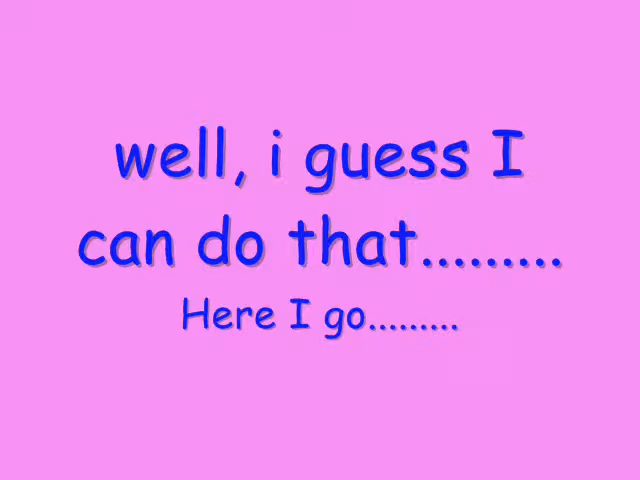 well, i guess I
can do that.........
Here I go.........